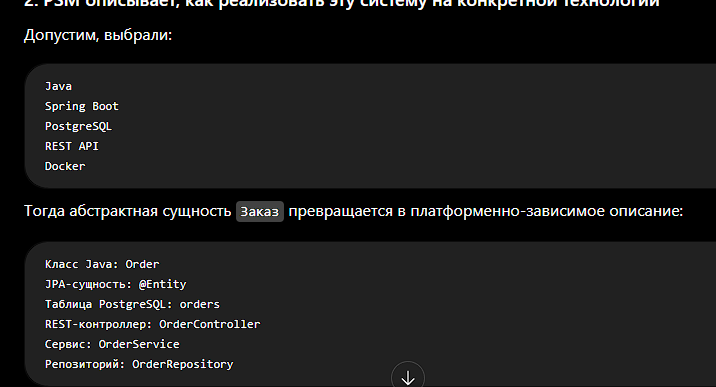 2. PSM описывает, как реализовать эту систему на конкретной технологии
Допустим, выбрали:
Java
Spring Boot
PostgreSQL
REST API
Docker
Тогда абстрактная сущность Заказ превращается в платформенно-зависимое описание:
Класс Java: Order
JPA-сущность: @Entity
Таблица PostgreSQL: orders
REST-контроллер: OrderController
Сервис: OrderService
Репозиторий: OrderRepository